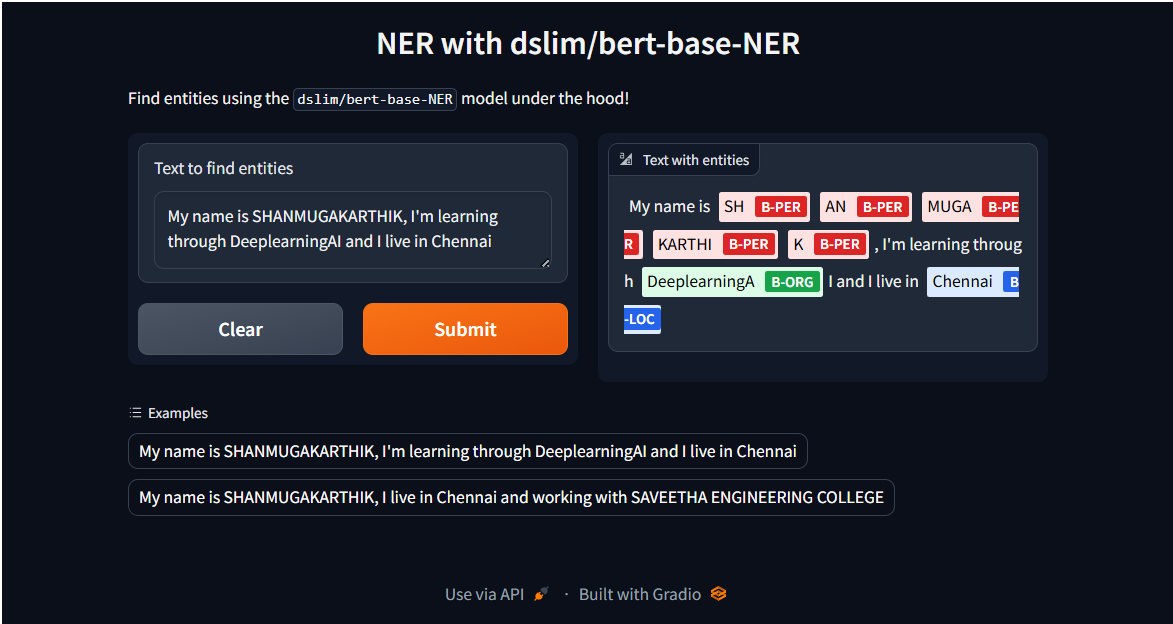 NER with dslim/bert-base-NER
Find entities using the dslim/bert-base-NER model under the hood!
Text to find entities
My name is SHANMUGAKARTHIK, I'm learning
through DeeplearningAI and I live in Chennai
Clear
Submit
Text with entities
My name is SH B-PER AN B-PER MUGA B-PE
R KARTHI B-PER K B-PER , I'm learning throug
h DeeplearningA B-ORG I and I live in Chennai B
-LOC
Examples
My name is SHANMUGAKARTHIK, I'm learning through DeeplearningAI and I live in Chennai
My name is SHANMUGAKARTHIK, I live in Chennai and working with SAVEETHA ENGINEERING COLLEGE
Use via API · Built with Gradio